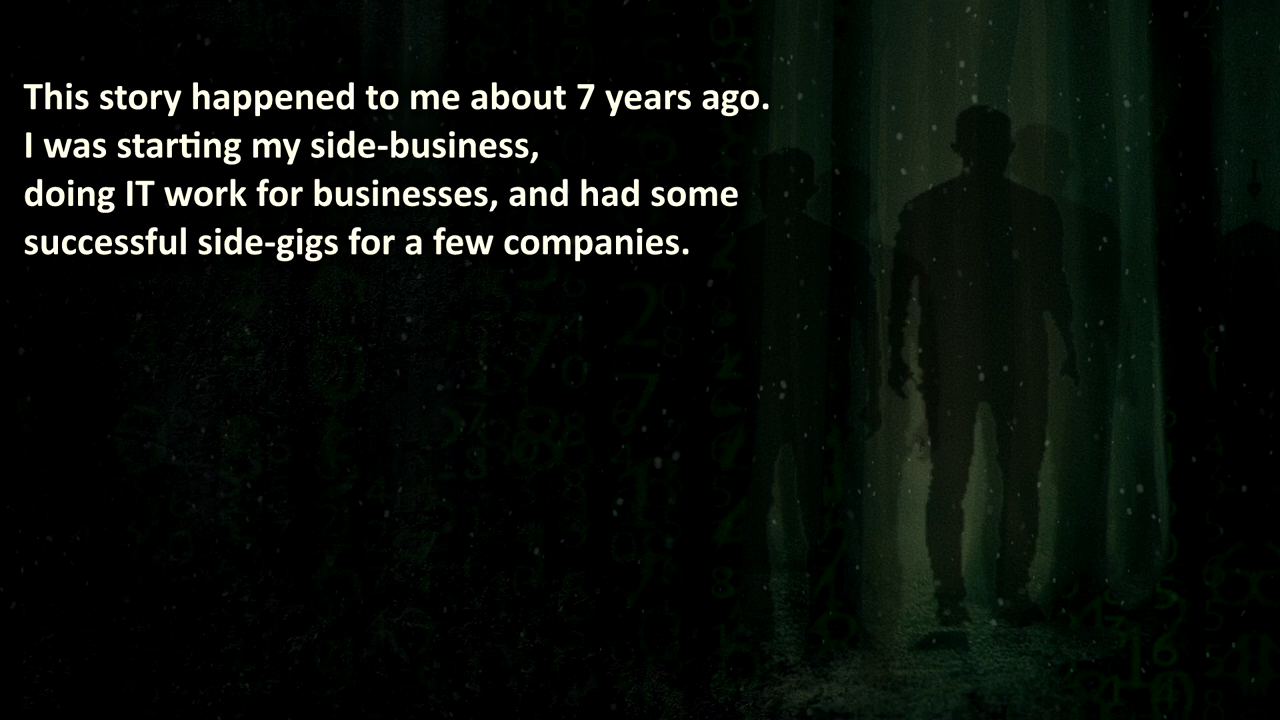 This story happened to me about 7 years ago.
I was starting my side-business,
doing IT work for businesses, and had some
successful side-gigs for a few companies.